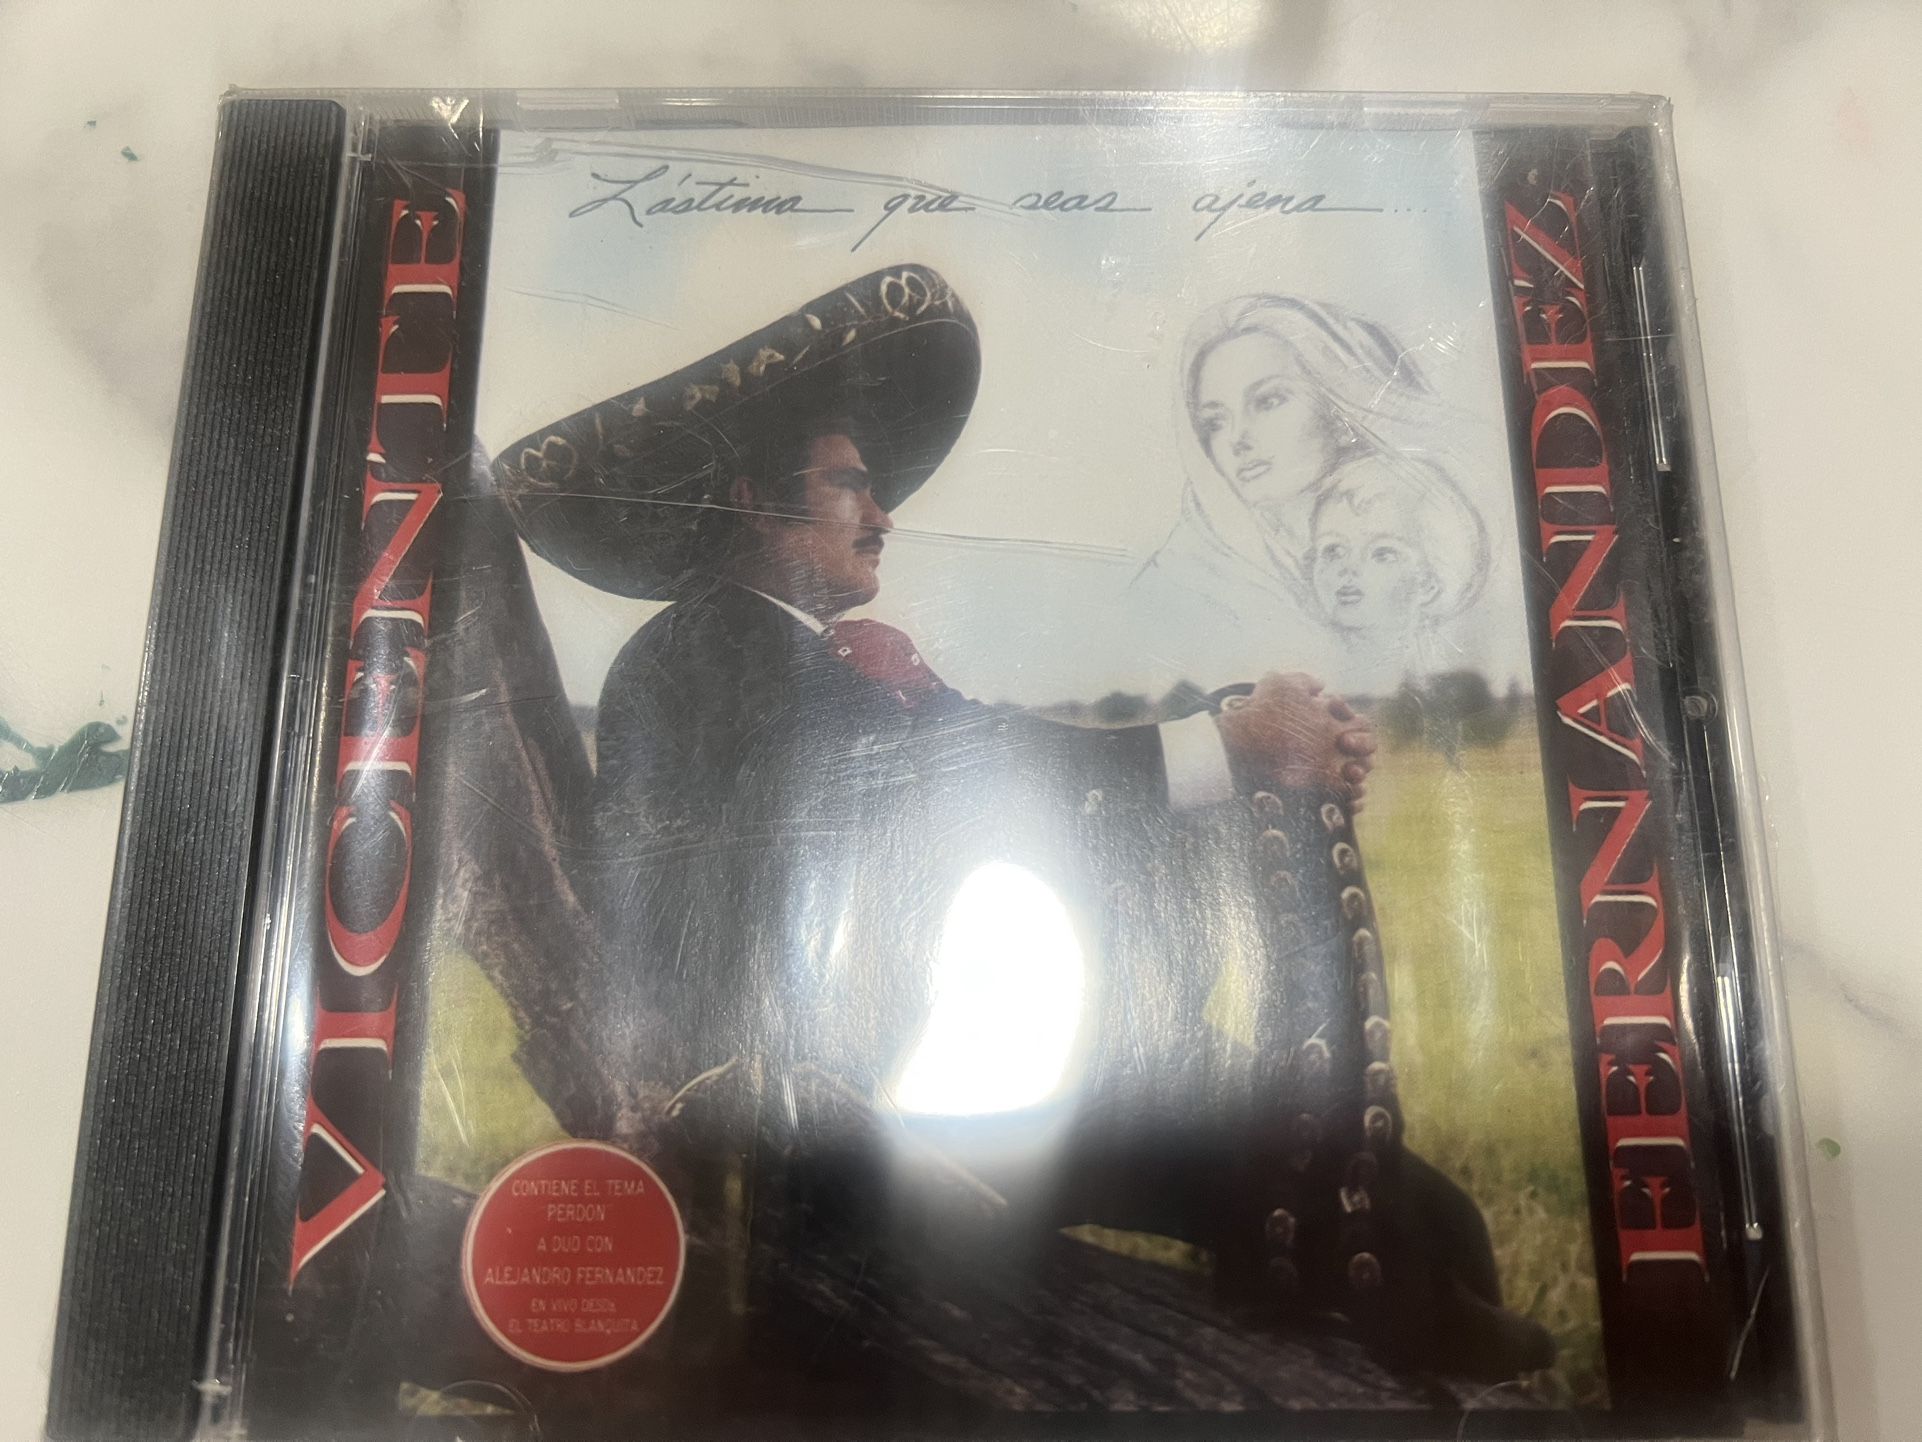 Lástima que seas ajena...
VICENTE
FERNANDEZ
CONTIENE EL TEMA
"PERDON"
A DUO CON
ALEJANDRO FERNANDEZ
EN VIVO DESDE
EL TEATRO BLANQUITA